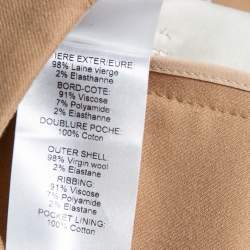 IERE EXTERIEURE:
98% Laine vierge
2% Elasthanne
BORD-COTE:
91% Viscose
7% Polyamide
2% Elastanne
DOUBLURE POCHE:
100% Coton
OUTER SHELL:
98% Virgin wool
2% Elastane
RIBBING:
91% Viscose
7% Polyamide
2% Elastane
POCKET LINING:
100% Cotton